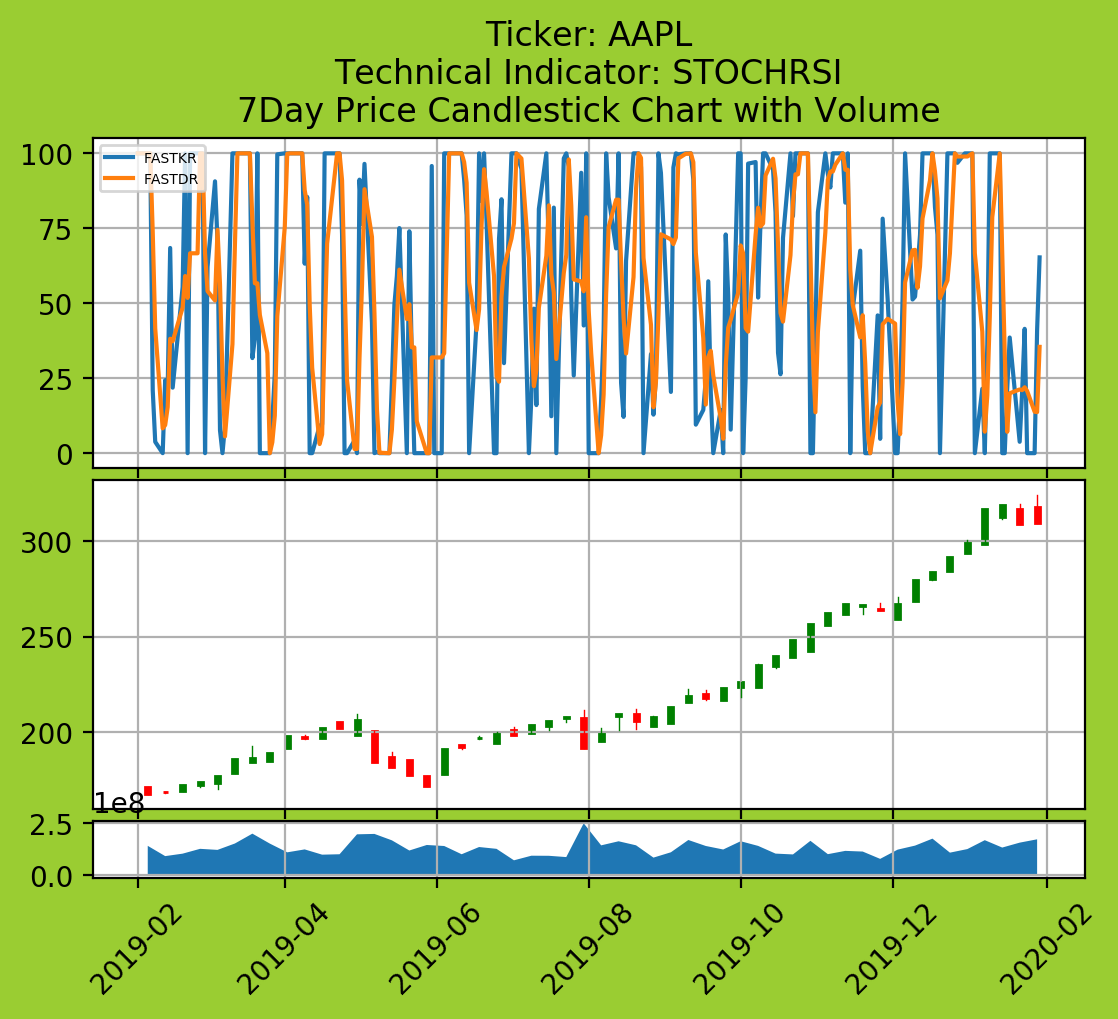 Ticker: AAPL
Technical Indicator: STOCHRSI
7Day Price Candlestick Chart with Volume
FASTKR
FASTDR
100
75
50
25
0
300
250
200
1e8
2.5
0.0
2019-02
2019-04
2019-06
2019-08
2019-10
2019-12
2020-02